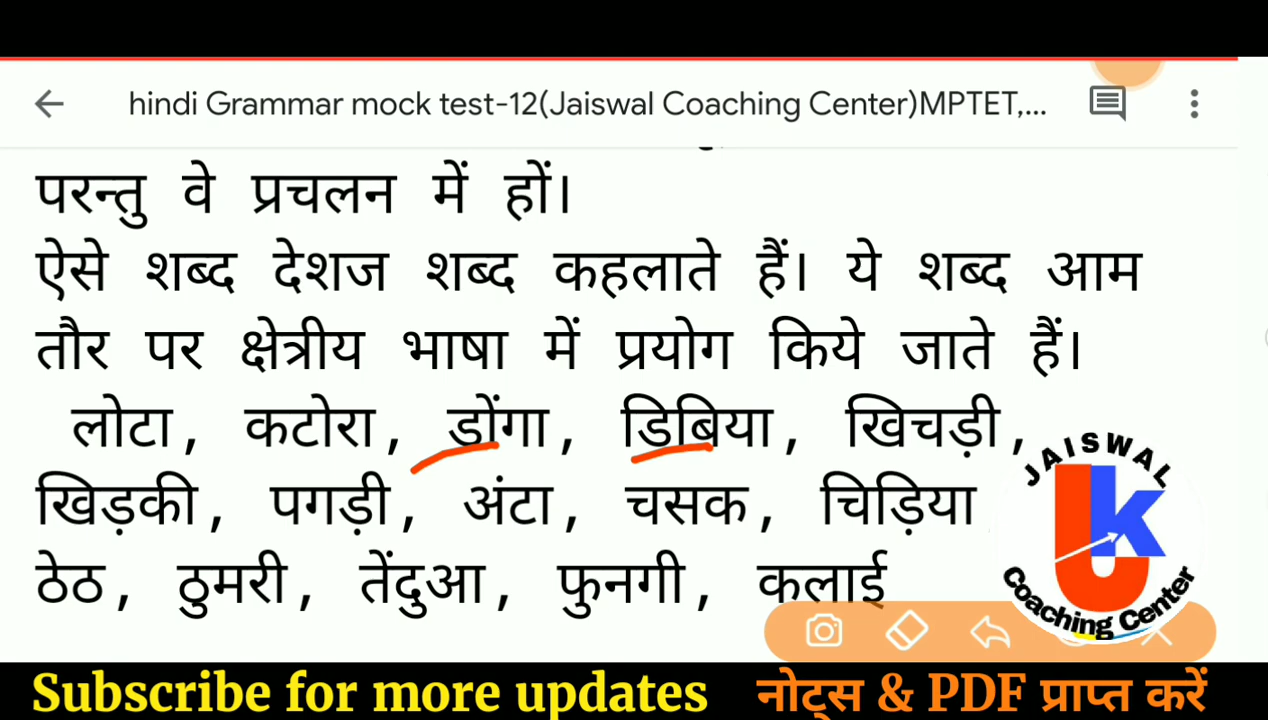 hindi Grammar mock test-12(Jaiswal Coaching Center)MPTET,...
परन्तु वे प्रचलन में हों।
ऐसे शब्द देशज शब्द कहलाते हैं। ये शब्द आम
तौर पर क्षेत्रीय भाषा में प्रयोग किये जाते हैं।
लोटा, कटोरा, डोंगा, डिबिया, खिचड़ी,
खिड़की, पगड़ी, अंटा, चसक, चिड़िया
ठेठ, ठुमरी, तेंदुआ, फुनगी, कलाई
JAISWAL
UK
Coaching Center
Subscribe for more updates नोट्स & PDF प्राप्त करें